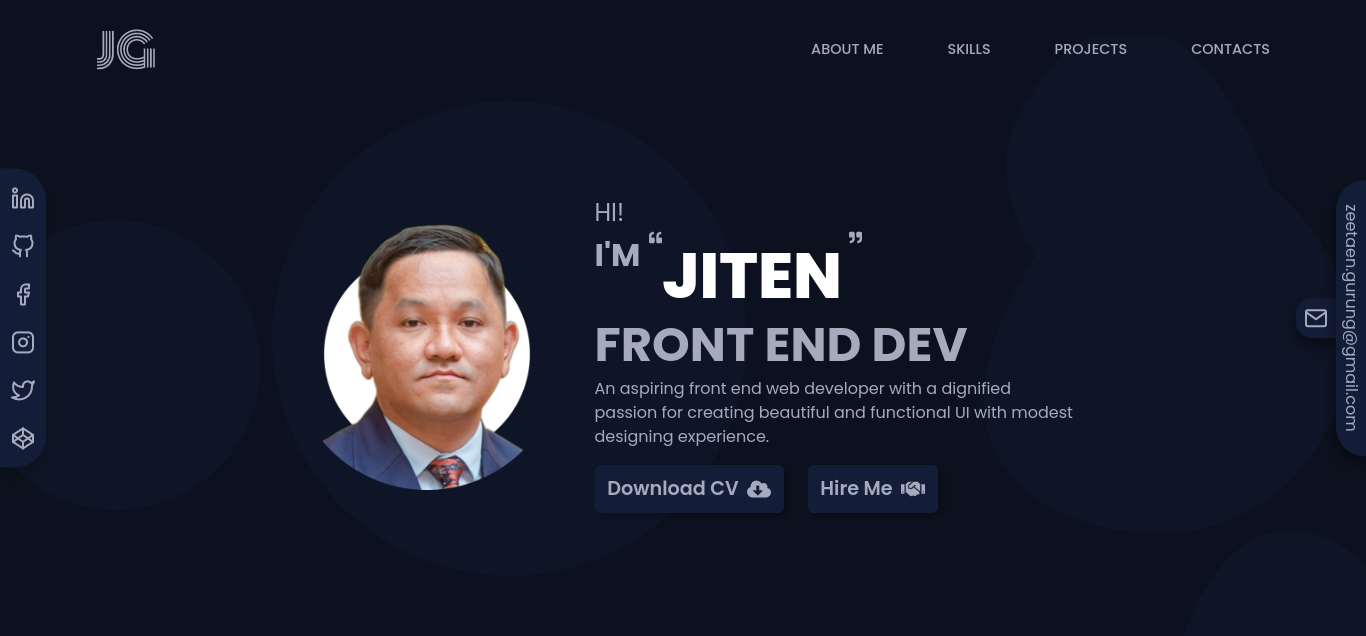 JG
ABOUT ME
SKILLS
PROJECTS
CONTACTS
HI!
I'M “JITEN”
FRONT END DEV
An aspiring front end web developer with a dignified
passion for creating beautiful and functional UI with modest
designing experience.
Download CV
Hire Me
zeetaen.gurung@gmail.com